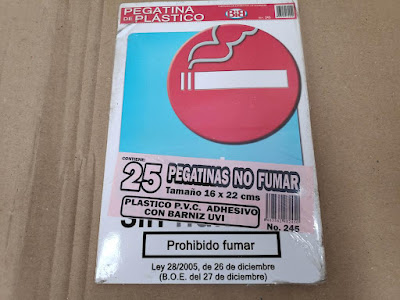 PEGATINA
DE PLÁSTICO
CONTIENE:
25 PEGATINAS NO FUMAR
Tamaño 16 x 22 cms
PLASTICO P.V.C. ADHESIVO
CON BARNIZ UVI
No. 245
Prohibido fumar
Ley 28/2005, de 26 de diciembre
(B.O.E. del 27 de diciembre)